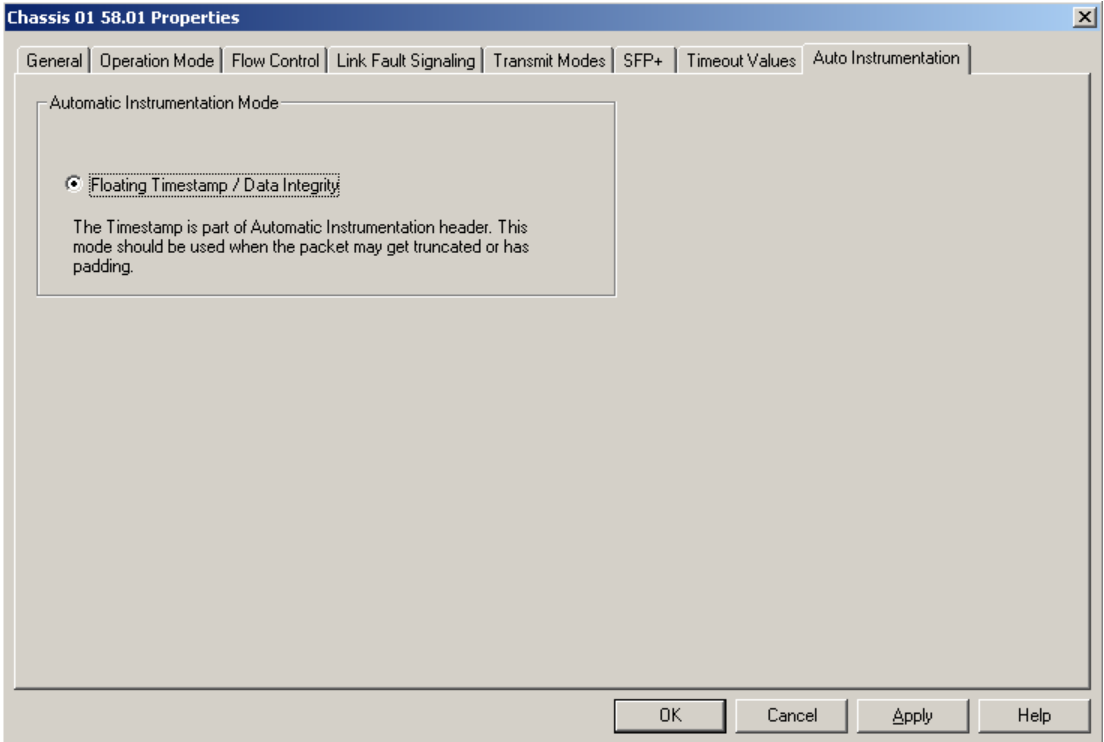 Chassis 01 58.01 Properties
General Operation Mode Flow Control Link Fault Signaling Transmit Modes SFP+ Timeout Values Auto Instrumentation
Automatic Instrumentation Mode
Floating Timestamp / Data Integrity
The Timestamp is part of Automatic Instrumentation header. This
mode should be used when the packet may get truncated or has
padding.
OK Cancel Apply Help